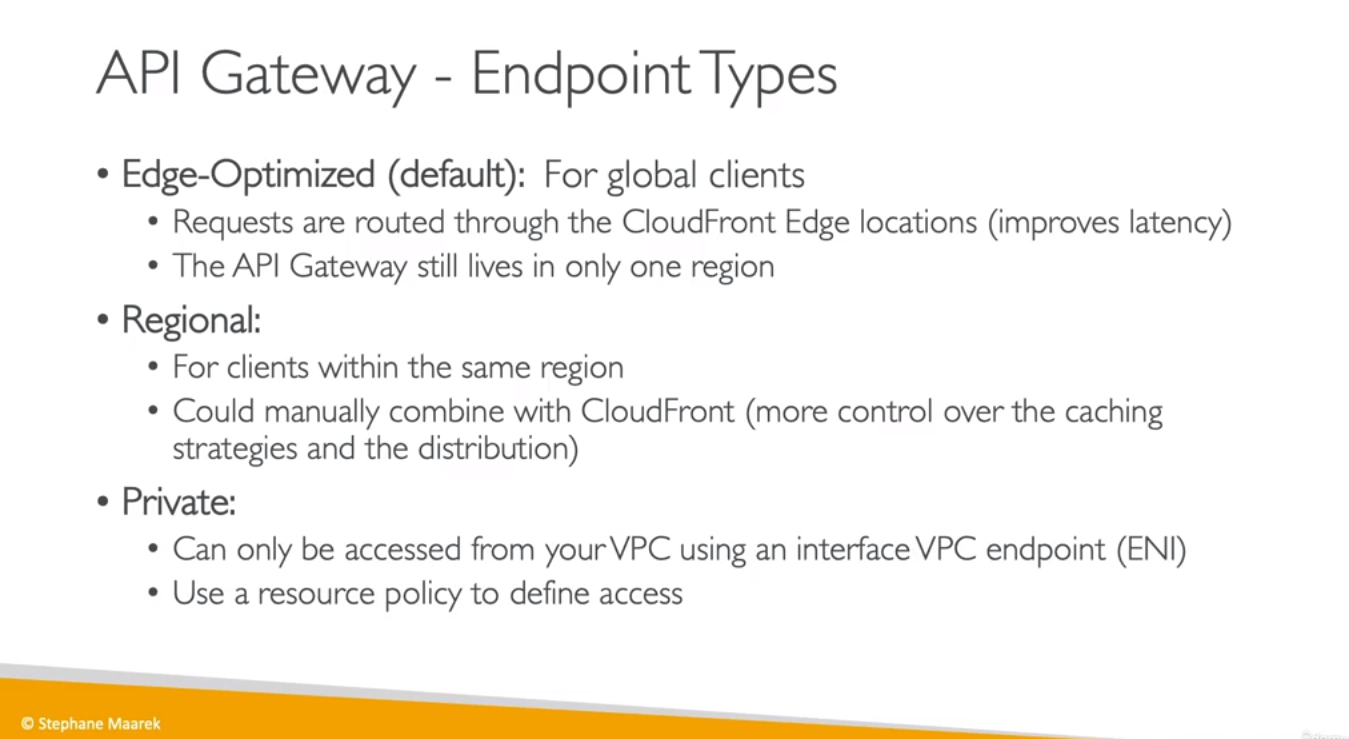 API Gateway - Endpoint Types
• Edge-Optimized (default): For global clients
• Requests are routed through the CloudFront Edge locations (improves latency)
• The API Gateway still lives in only one region
• Regional:
• For clients within the same region
• Could manually combine with CloudFront (more control over the caching
strategies and the distribution)
• Private:
• Can only be accessed from your VPC using an interface VPC endpoint (ENI)
• Use a resource policy to define access
© Stephane Maarek